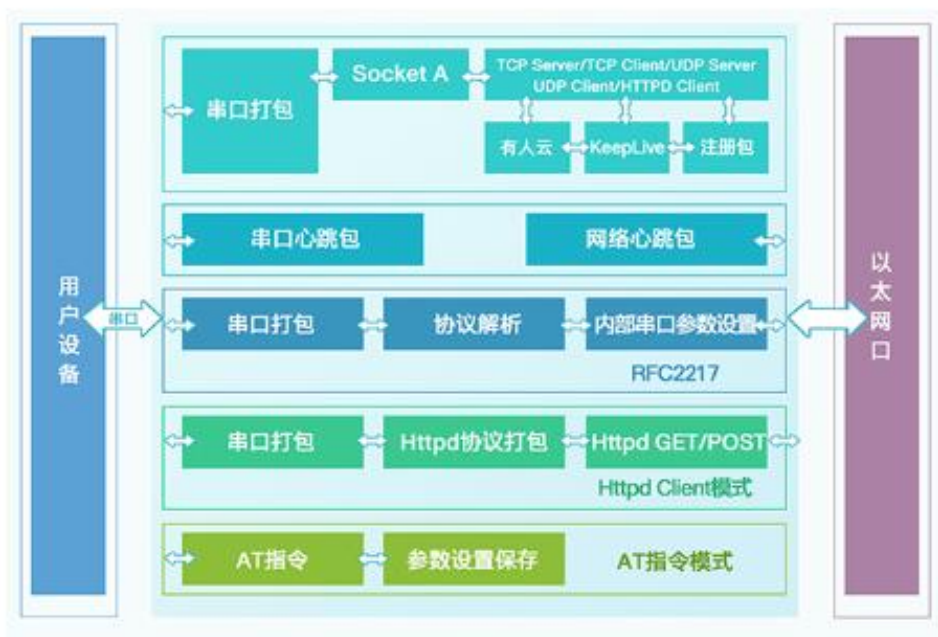 用户设备
串口
串口打包
Socket A
TCP Server/TCP Client/UDP Server
UDP Client/HTTPD Client
有人云
KeepLive
注册包
串口心跳包
网络心跳包
串口打包
协议解析
内部串口参数设置
RFC2217
串口打包
Httpd协议打包
Httpd GET/POST
Httpd Client模式
AT指令
参数设置保存
AT指令模式
以太网口